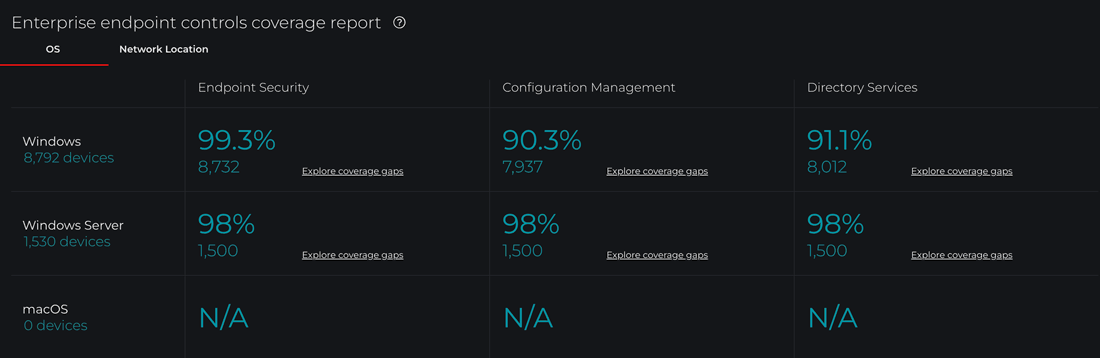 Enterprise endpoint controls coverage report ?
OS Network Location
Endpoint Security Configuration Management Directory Services
Windows
8,792 devices
99.3%
8,732 Explore coverage gaps
90.3%
7,937 Explore coverage gaps
91.1%
8,012 Explore coverage gaps
Windows Server
1,530 devices
98%
1,500 Explore coverage gaps
98%
1,500 Explore coverage gaps
98%
1,500 Explore coverage gaps
macOS
0 devices
N/A
N/A
N/A